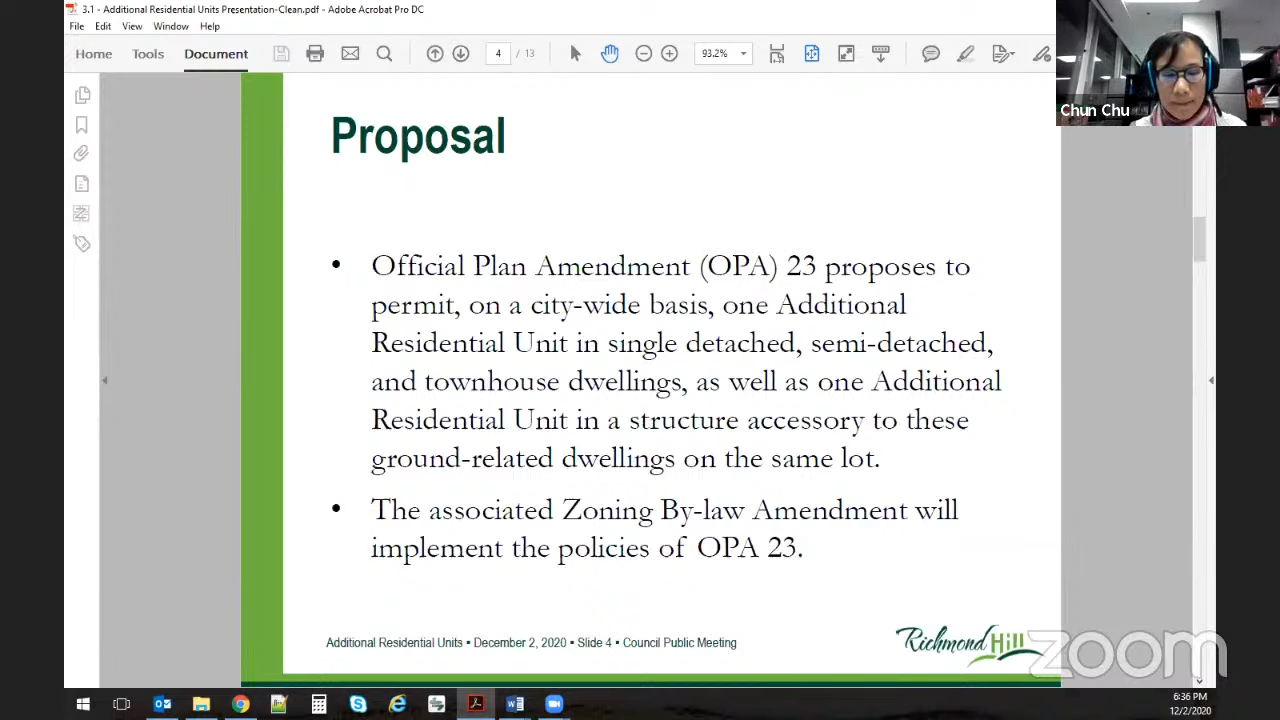 3.1 - Additional Residential Units Presentation-Clean.pdf - Adobe Acrobat Pro DC
File Edit View Window Help
Home Tools Document 4 / 13 93.2%
Chun Chu
Proposal
• Official Plan Amendment (OPA) 23 proposes to
permit, on a city-wide basis, one Additional
Residential Unit in single detached, semi-detached,
and townhouse dwellings, as well as one Additional
Residential Unit in a structure accessory to these
ground-related dwellings on the same lot.
• The associated Zoning By-law Amendment will
implement the policies of OPA 23.
Additional Residential Units • December 2, 2020 • Slide 4 • Council Public Meeting
Richmond Hill
zoom
6:36 PM
12/2/2020